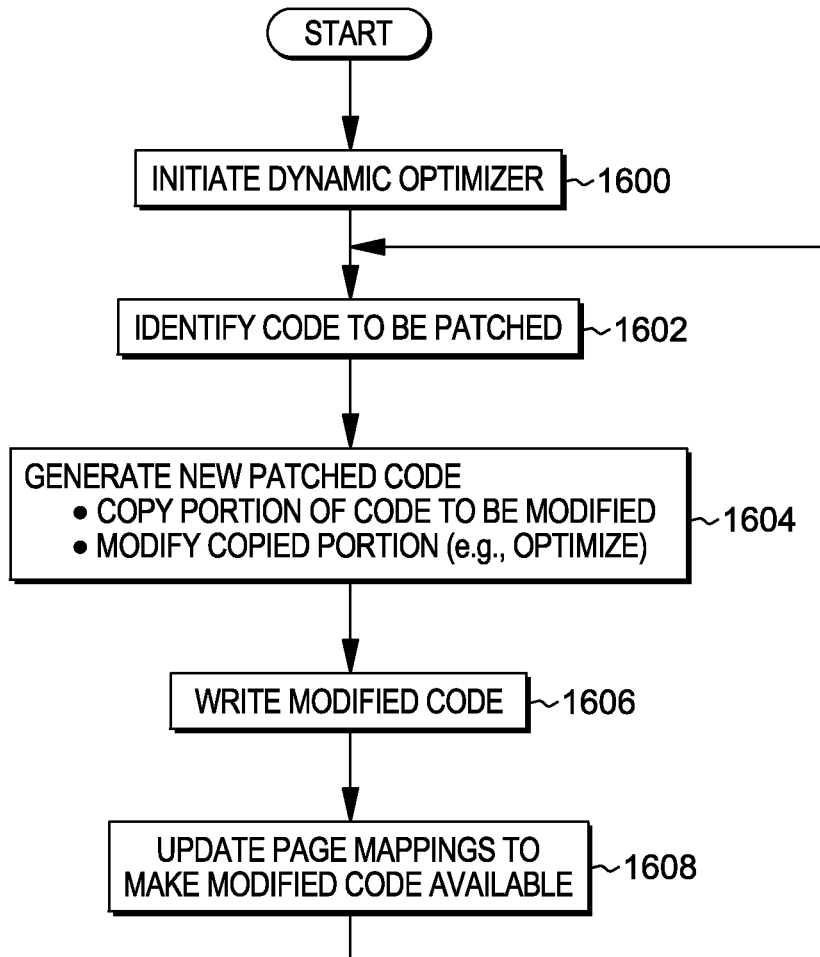 START
INITIATE DYNAMIC OPTIMIZER
1600
IDENTIFY CODE TO BE PATCHED
1602
GENERATE NEW PATCHED CODE
• COPY PORTION OF CODE TO BE MODIFIED
• MODIFY COPIED PORTION (e.g., OPTIMIZE)
1604
WRITE MODIFIED CODE
1606
UPDATE PAGE MAPPINGS TO
MAKE MODIFIED CODE AVAILABLE
1608